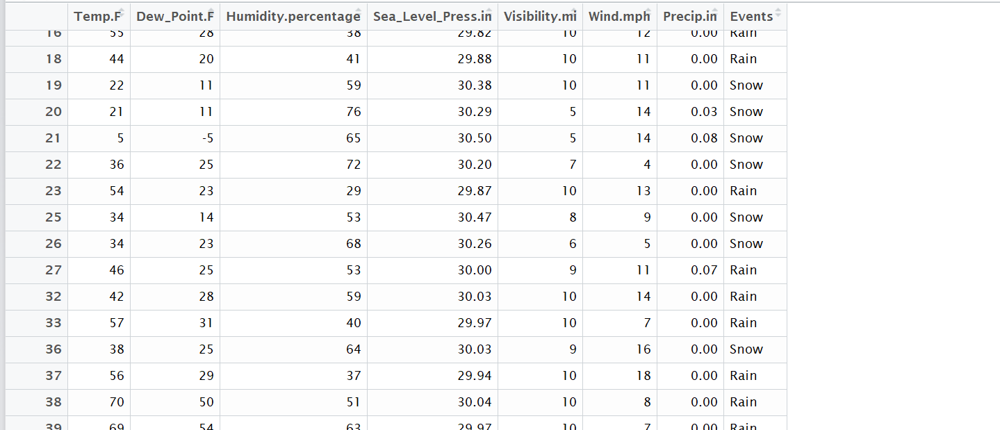 Temp.F Dew_Point.F Humidity.percentage Sea_Level_Press.in Visibility.mi Wind.mph Precip.in Events
16 55 28 38 29.82 10 12 0.00 Rain
18 44 20 41 29.88 10 11 0.00 Rain
19 22 11 59 30.38 10 11 0.00 Snow
20 21 11 76 30.29 5 14 0.03 Snow
21 5 -5 65 30.50 5 14 0.08 Snow
22 36 25 72 30.20 7 4 0.00 Snow
23 54 23 29 29.87 10 13 0.00 Rain
25 34 14 53 30.47 8 9 0.00 Snow
26 34 23 68 30.26 6 5 0.00 Snow
27 46 25 53 30.00 9 11 0.07 Rain
32 42 28 59 30.03 10 14 0.00 Rain
33 57 31 40 29.97 10 7 0.00 Rain
36 38 25 64 30.03 9 16 0.00 Snow
37 56 29 37 29.94 10 18 0.00 Rain
38 70 50 51 30.04 10 8 0.00 Rain
39 69 54 63 29.97 10 7 0.00 Rain